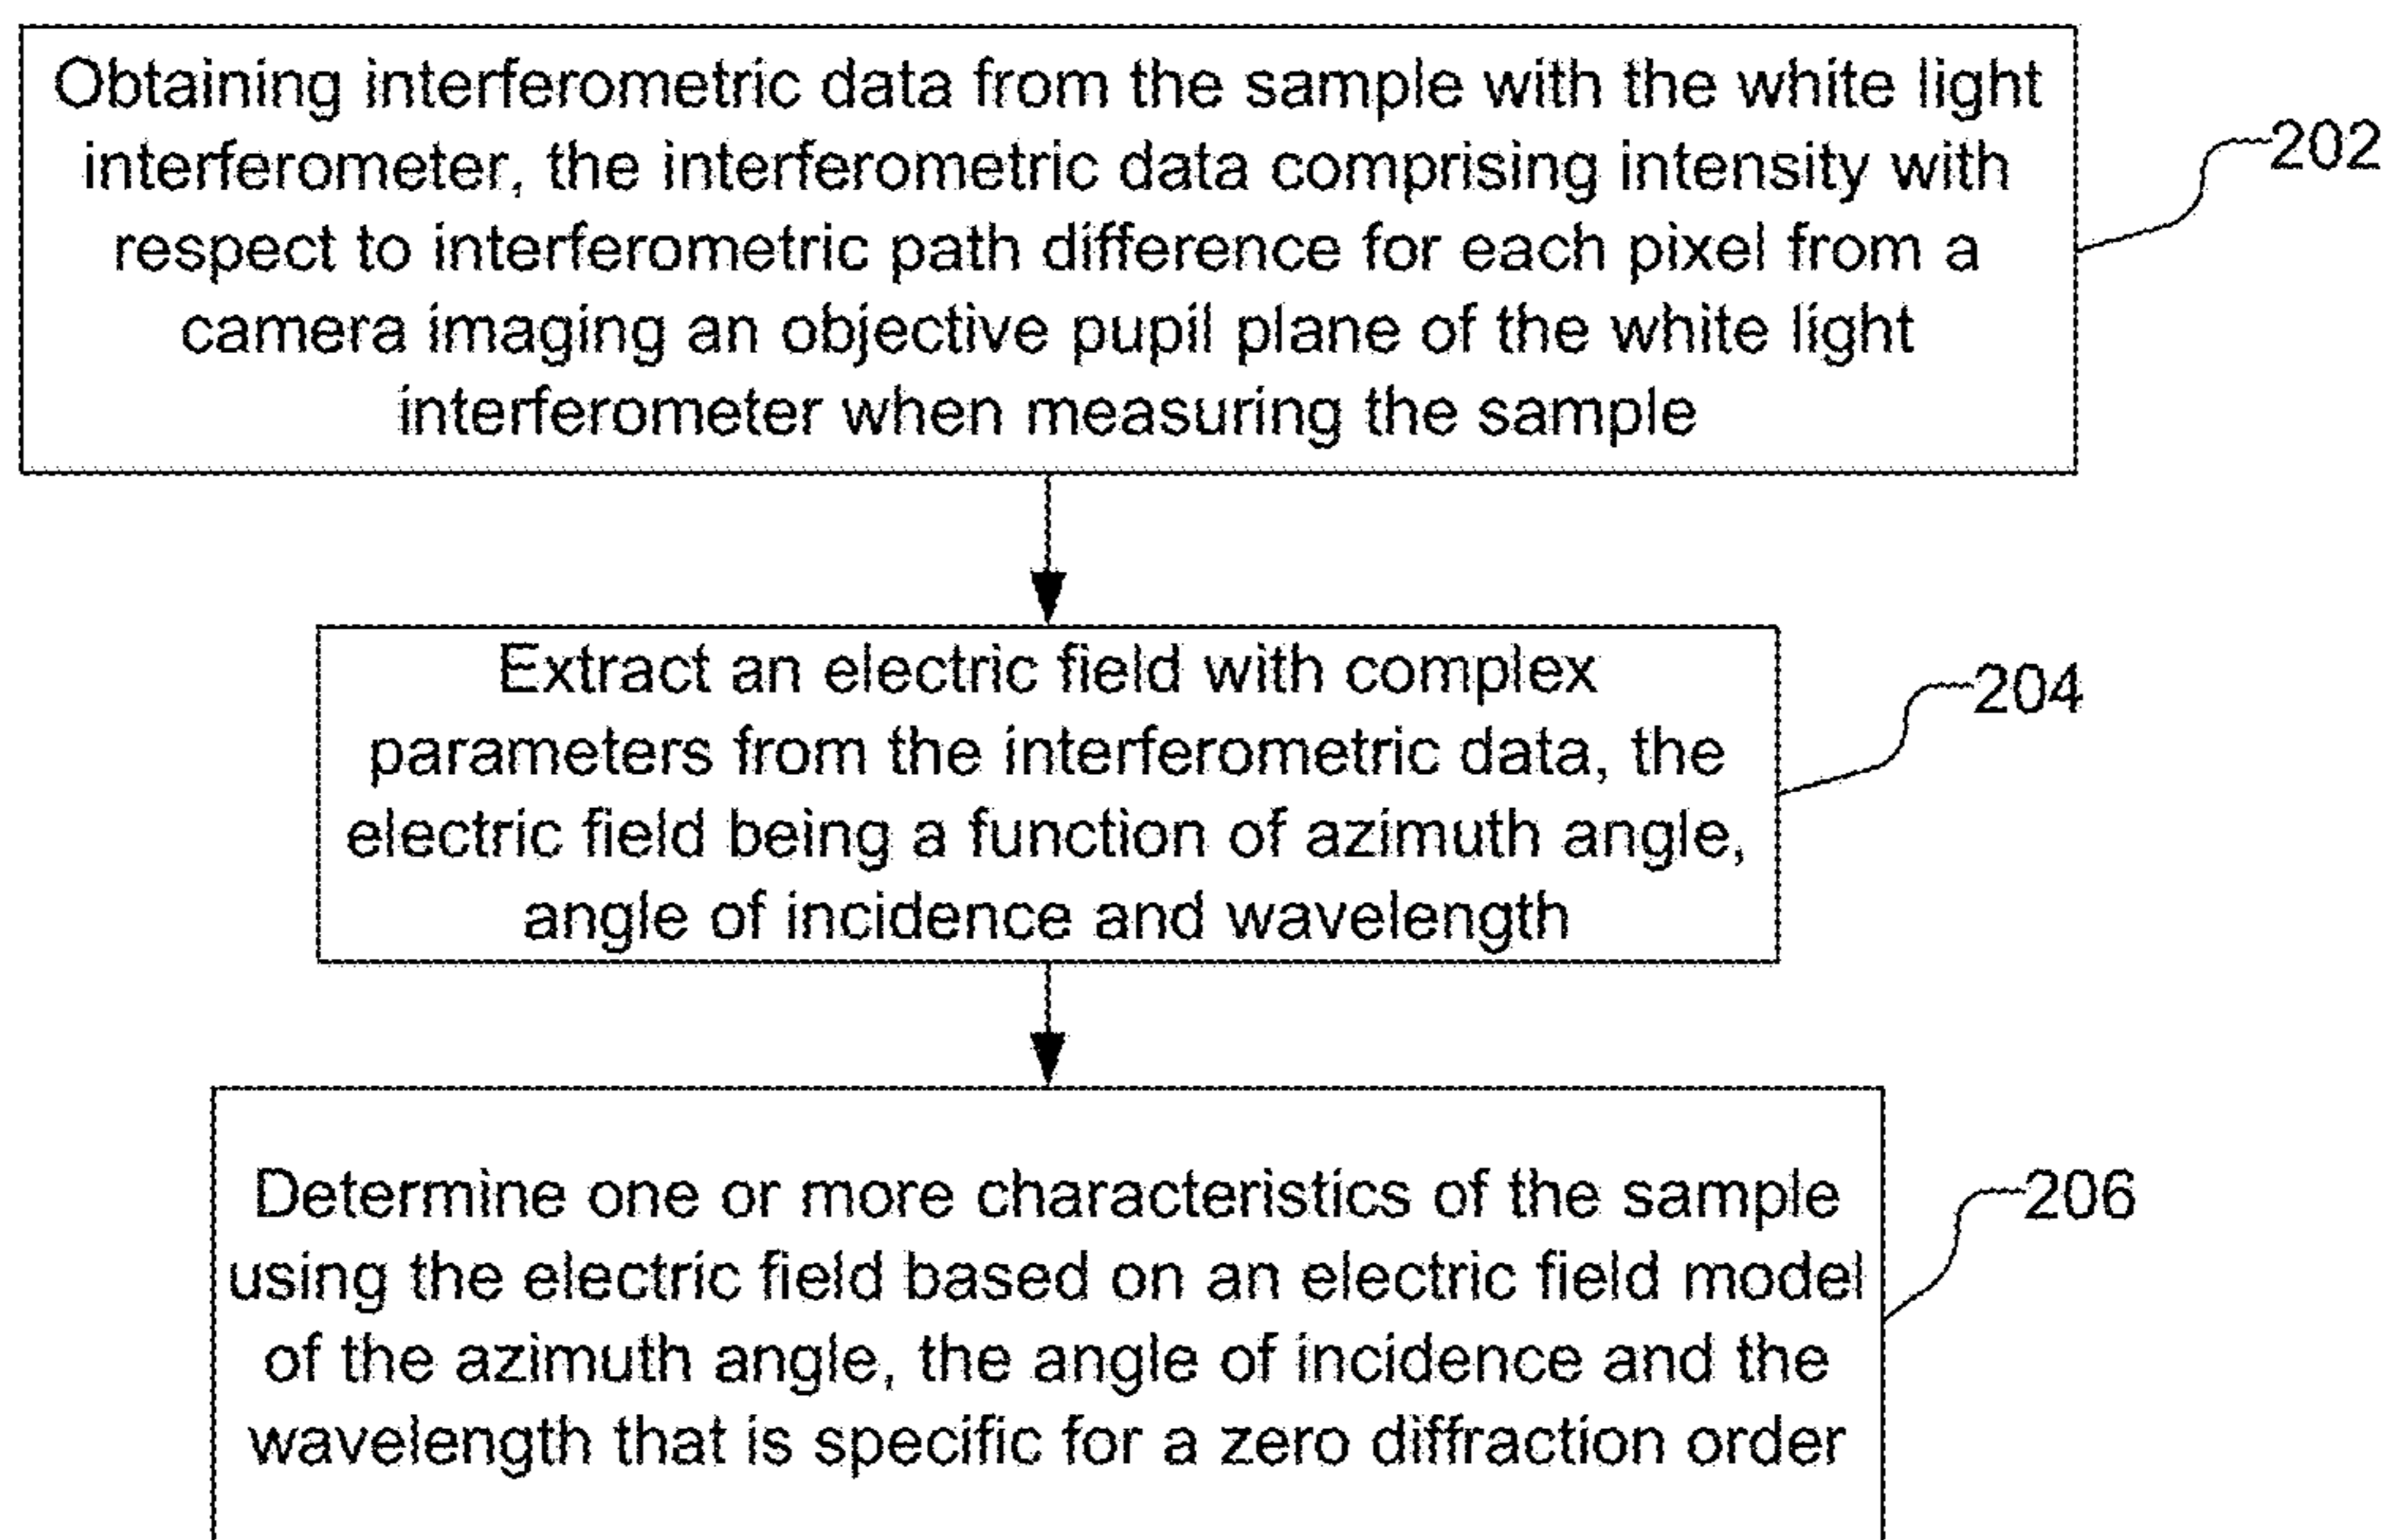 Obtaining interferometric data from the sample with the white light
interferometer, the interferometric data comprising intensity with
respect to interferometric path difference for each pixel from a
camera imaging an objective pupil plane of the white light
interferometer when measuring the sample
202
Extract an electric field with complex
parameters from the interferometric data, the
electric field being a function of azimuth angle,
angle of incidence and wavelength
204
Determine one or more characteristics of the sample
using the electric field based on an electric field model
of the azimuth angle, the angle of incidence and the
wavelength that is specific for a zero diffraction order
206